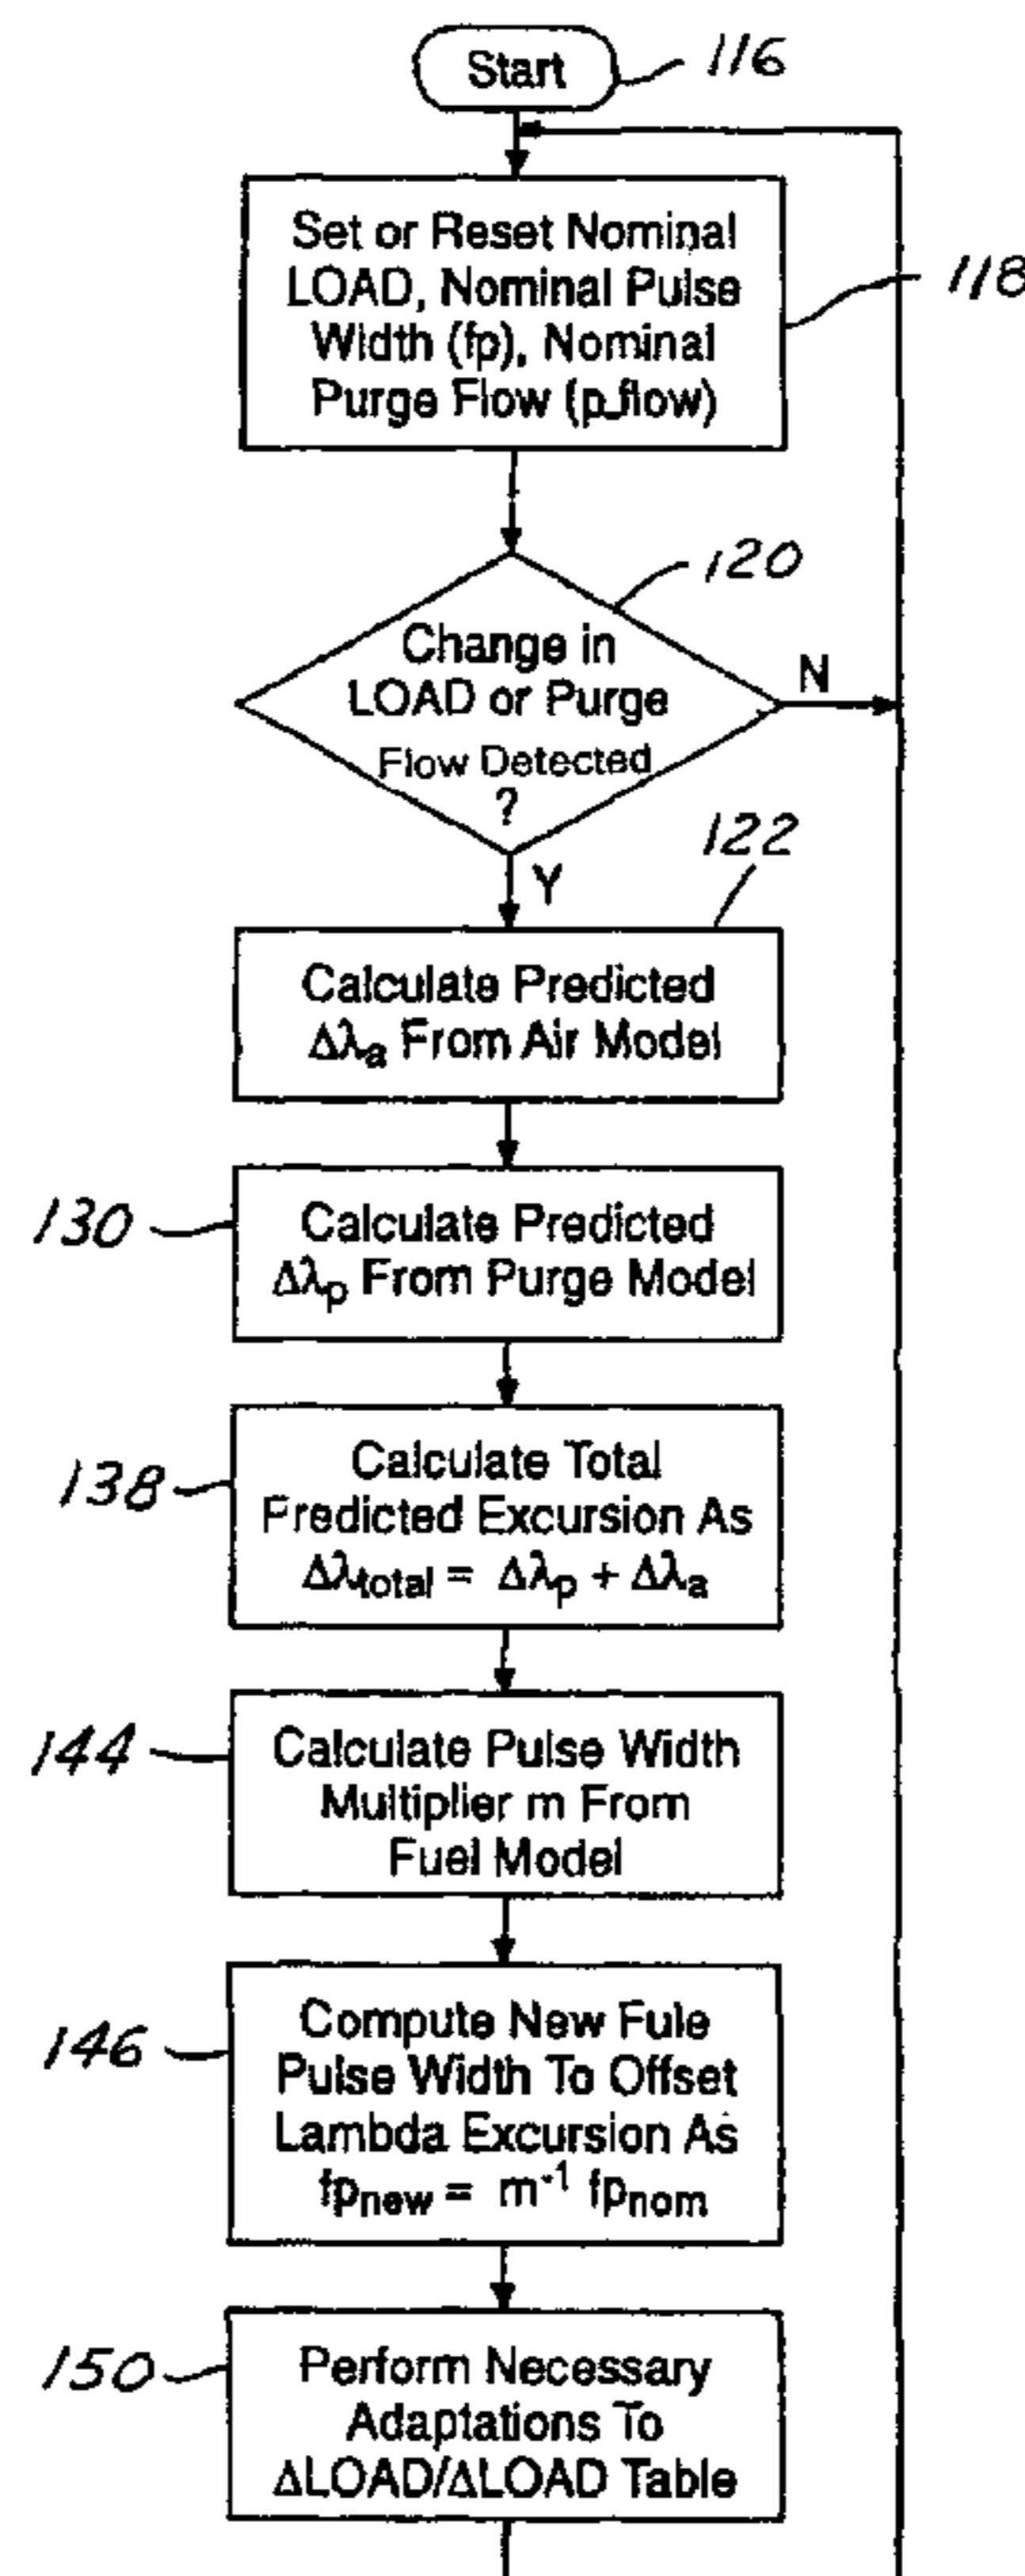 Start
116
Set or Reset Nominal
LOAD, Nominal Pulse
Width (fp), Nominal
Purge Flow (p_flow)
118
120
Change in
LOAD or Purge
Flow Detected
?
N
Y
122
Calculate Predicted
Δλa From Air Model
130
Calculate Predicted
Δλp From Purge Model
138
Calculate Total
Predicted Excursion As
Δλtotal = Δλp + Δλa
144
Calculate Pulse Width
Multiplier m From
Fuel Model
146
Compute New Fule
Pulse Width To Offset
Lambda Excursion As
fpnew = m-1 fpnom
150
Perform Necessary
Adaptations To
ΔLOAD/ΔLOAD Table